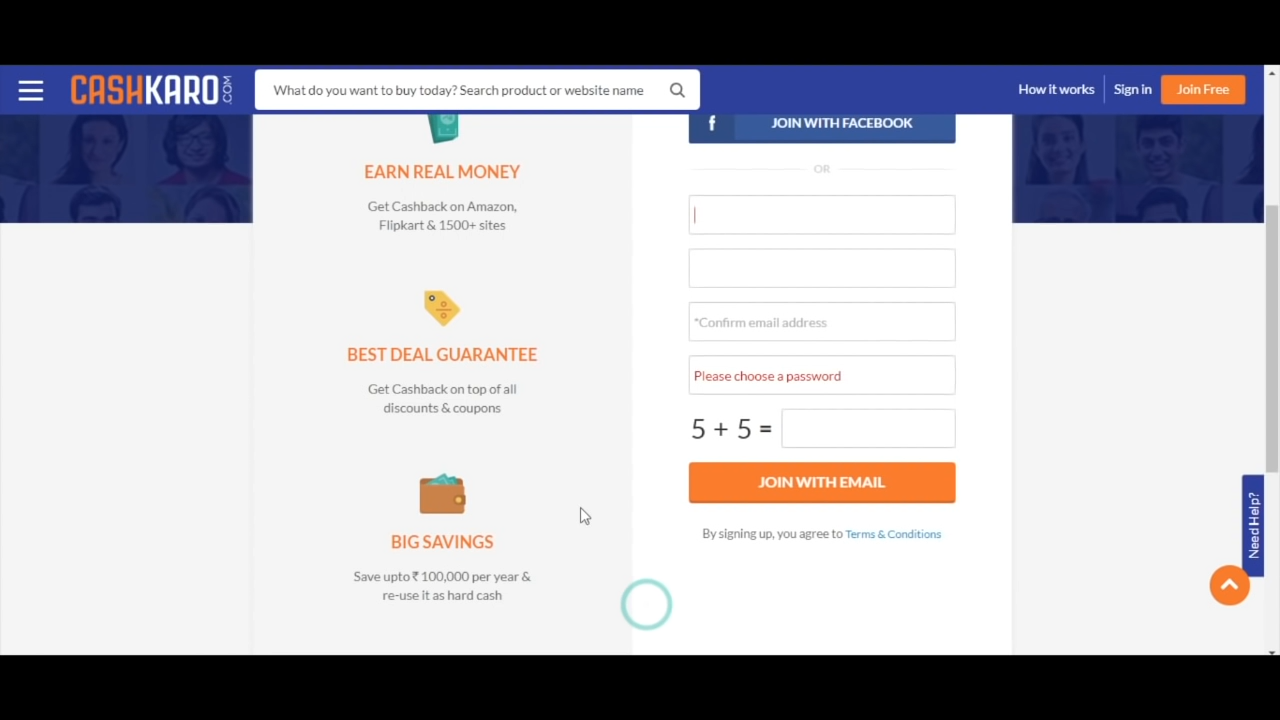 CASHKARO.COM
What do you want to buy today? Search product or website name
How it works
Sign in
Join Free
f
JOIN WITH FACEBOOK
EARN REAL MONEY
Get Cashback on Amazon,
Flipkart & 1500+ sites
BEST DEAL GUARANTEE
Get Cashback on top of all
discounts & coupons
BIG SAVINGS
Save upto ₹ 100,000 per year &
re-use it as hard cash
OR
*Confirm email address
Please choose a password
5 + 5 =
JOIN WITH EMAIL
By signing up, you agree to Terms & Conditions
Need Help?